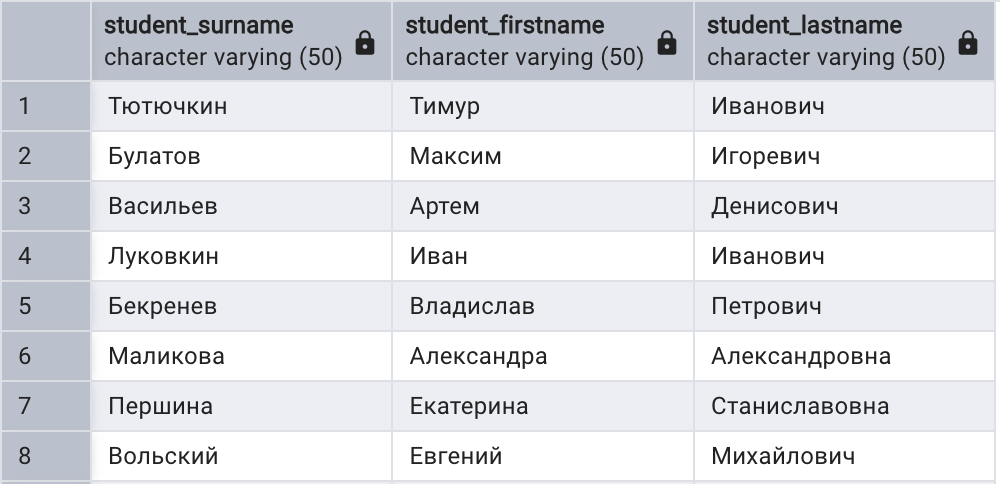 student_surname student_firstname student_lastname
character varying (50) character varying (50) character varying (50)
1 Тютючкин Тимур Иванович
2 Булатов Максим Игоревич
3 Васильев Артем Денисович
4 Луковкин Иван Иванович
5 Бекренев Владислав Петрович
6 Маликова Александра Александровна
7 Першина Екатерина Станиславовна
8 Вольский Евгений Михайлович